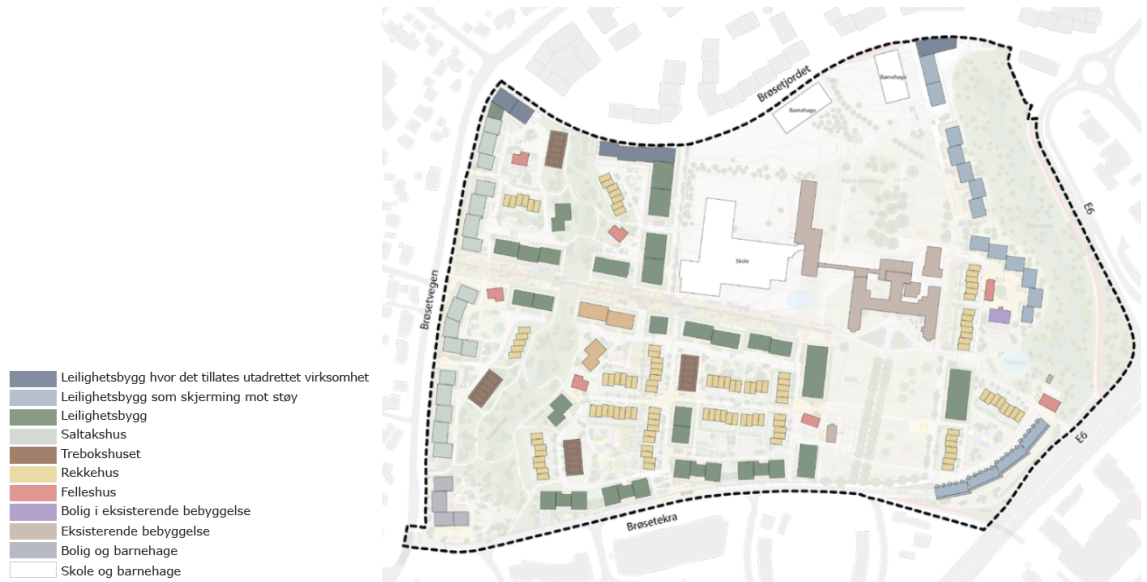 Leilighetsbygg hvor det tillates utadrettet virksomhet
Leilighetsbygg som skjerming mot støy
Leilighetsbygg
Saltakshus
Trebokshuset
Rekkehus
Felleshus
Bolig i eksisterende bebyggelse
Eksisterende bebyggelse
Bolig og barnehage
Skole og barnehage
Brøsetjordet
Barnehage
Barnehage
E6
Skole
Brøsetvegen
Park
E6
Brøsetekra